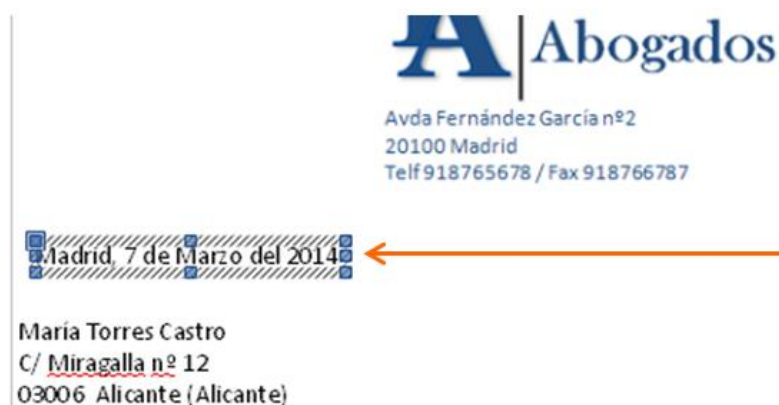 A Abogados
Avda Fernández García nº2
20100 Madrid
Telf 918765678 / Fax 918766787
Madrid, 7 de Marzo del 2014
María Torres Castro
C/ Miragalla nº 12
03006 Alicante (Alicante)